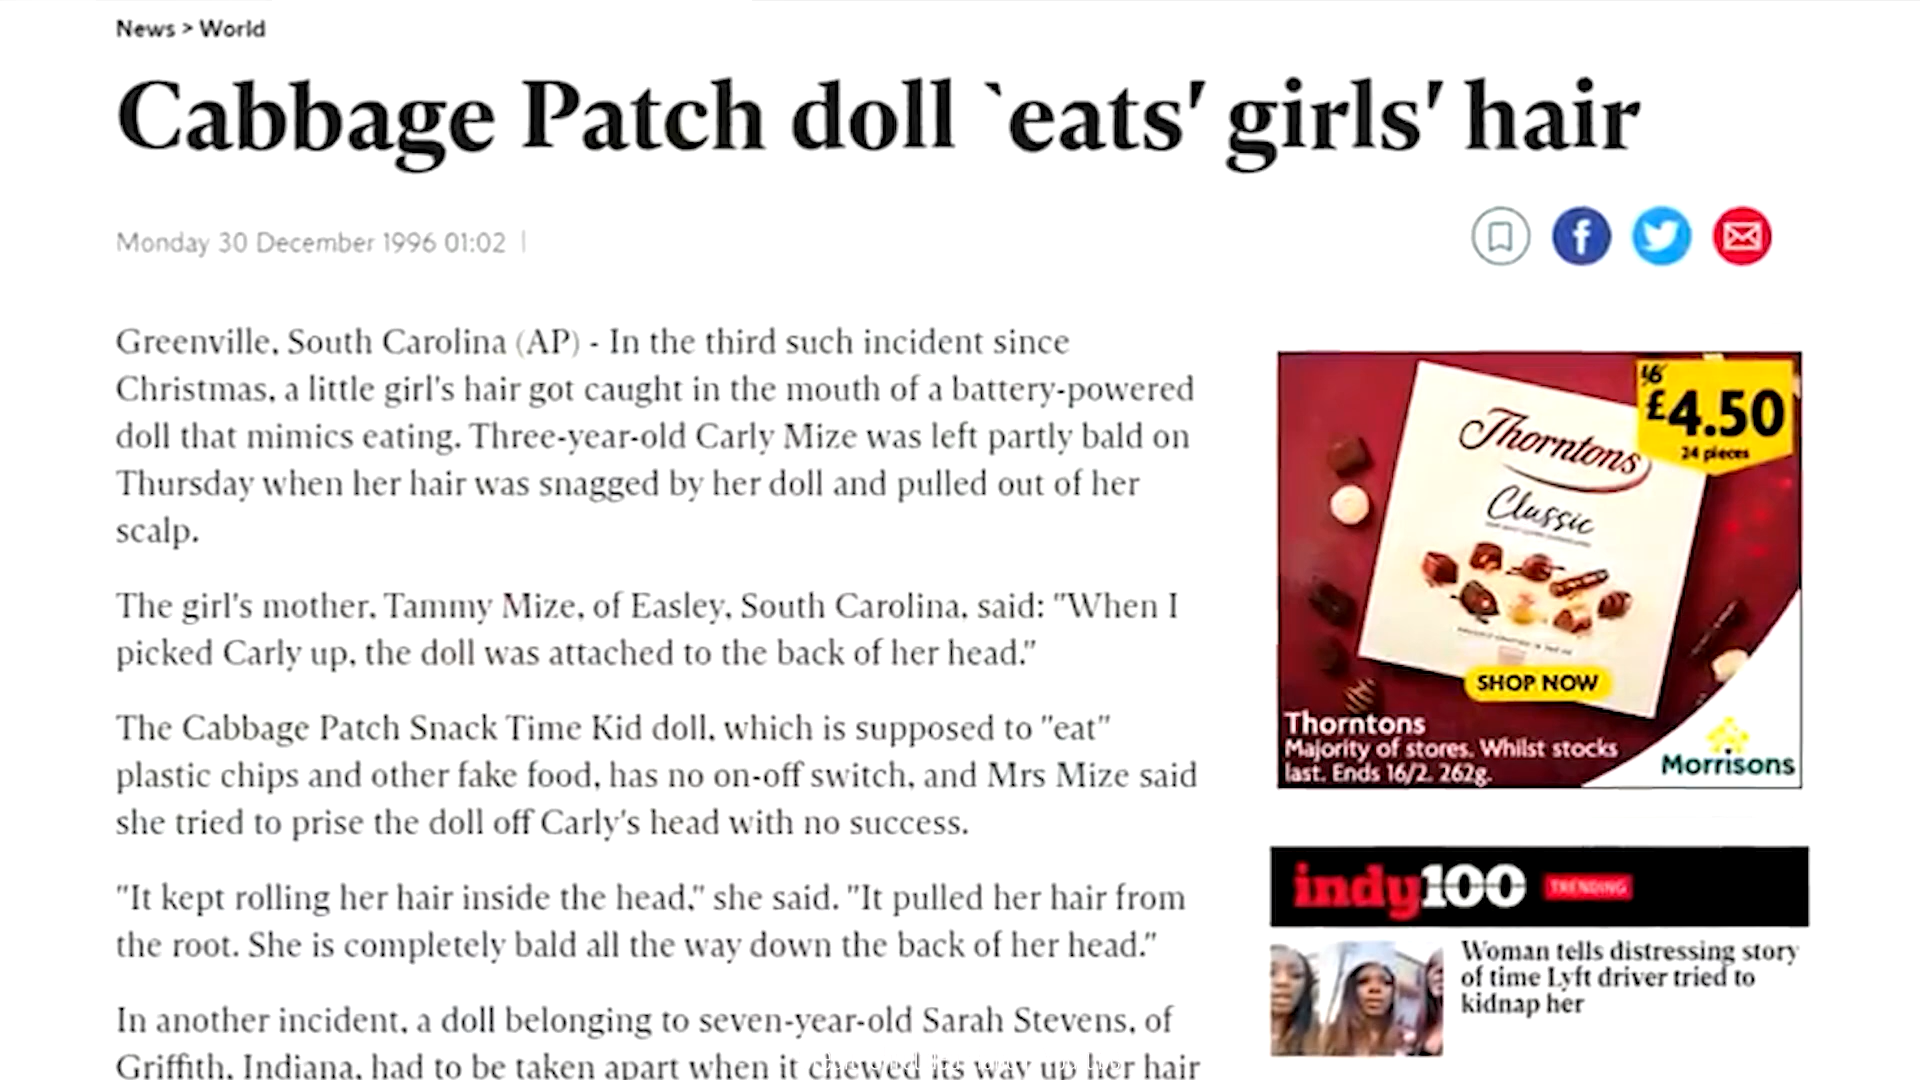 News > World
Cabbage Patch doll `eats' girls' hair
Monday 30 December 1996 01:02
Greenville, South Carolina (AP) - In the third such incident since
Christmas, a little girl's hair got caught in the mouth of a battery-powered
doll that mimics eating. Three-year-old Carly Mize was left partly bald on
Thursday when her hair was snagged by her doll and pulled out of her
scalp.
The girl's mother, Tammy Mize, of Easley, South Carolina, said: "When I
picked Carly up, the doll was attached to the back of her head."
The Cabbage Patch Snack Time Kid doll, which is supposed to "eat"
plastic chips and other fake food, has no on-off switch, and Mrs Mize said
she tried to prise the doll off Carly's head with no success.
"It kept rolling her hair inside the head," she said. "It pulled her hair from
the root. She is completely bald all the way down the back of her head."
In another incident, a doll belonging to seven-year-old Sarah Stevens, of
Griffith, Indiana, had to be taken apart when it chewed its way up her hair
£6
£4.50
24 pieces
Thorntons
Classic
SHOP NOW
Thorntons
Majority of stores. Whilst stocks
last. Ends 16/2. 262g.
Morrisons
indy100 TRENDING
Woman tells distressing story
of time Lyft driver tried to
kidnap her